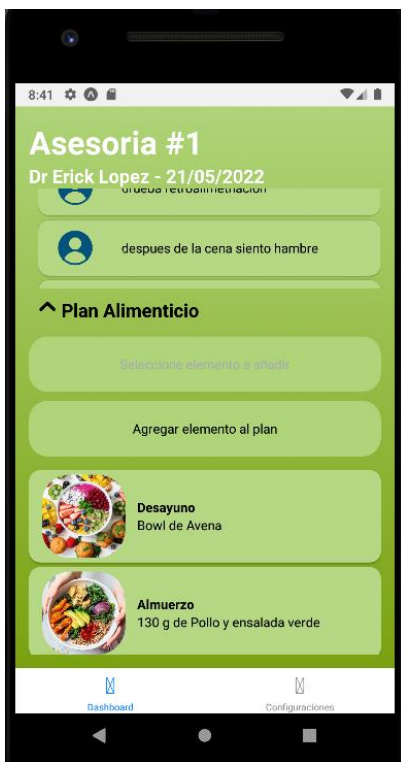 8:41
Asesoria #1
Dr Erick Lopez - 21/05/2022
despues de la cena siento hambre
Plan Alimenticio
Seleccione elemento a añadir
Agregar elemento al plan
Desayuno
Bowl de Avena
Almuerzo
130 g de Pollo y ensalada verde
Dashboard
Configuraciones